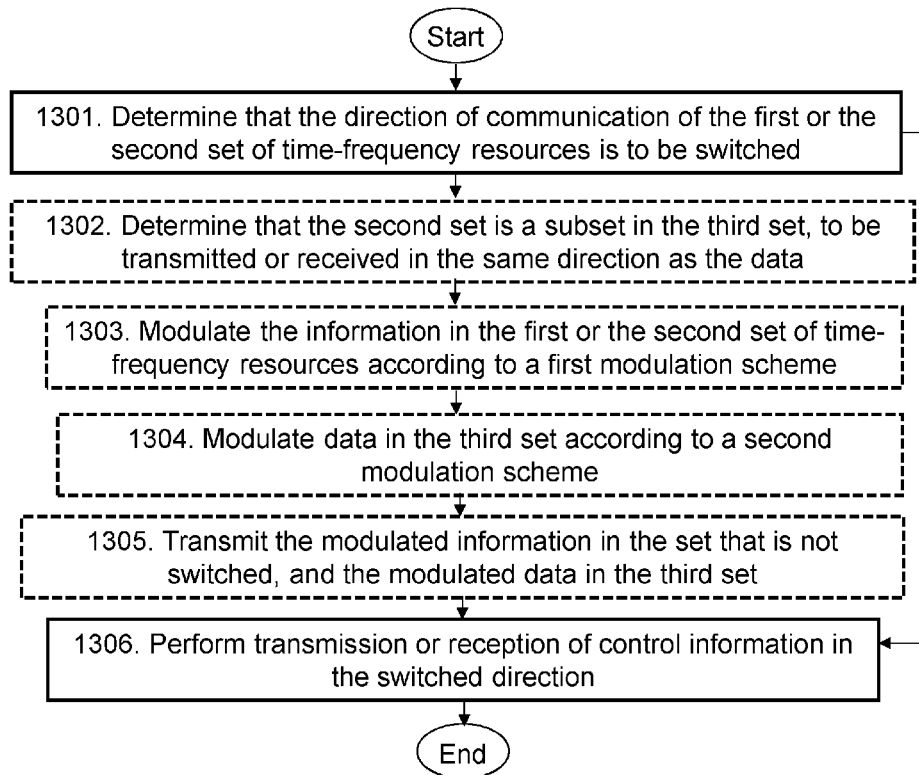 Start
1301. Determine that the direction of communication of the first or the
second set of time-frequency resources is to be switched
1302. Determine that the second set is a subset in the third set, to be
transmitted or received in the same direction as the data
1303. Modulate the information in the first or the second set of time-
frequency resources according to a first modulation scheme
1304. Modulate data in the third set according to a second
modulation scheme
1305. Transmit the modulated information in the set that is not
switched, and the modulated data in the third set
1306. Perform transmission or reception of control information in
the switched direction
End